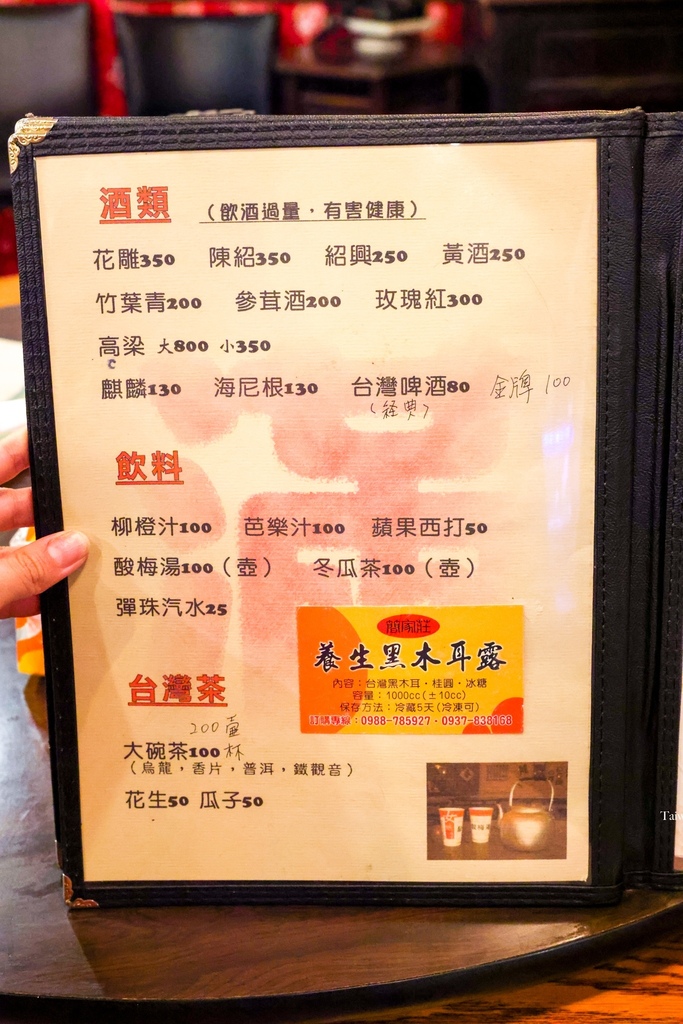 酒類 （飲酒過量，有害健康）
花雕350 陳紹350 紹興250 黃酒250
竹葉青200 參茸酒200 玫瑰紅300
高梁 大800 小350
麒麟130 海尼根130 台灣啤酒80 金牌 100
（経典）
飲料
柳橙汁100 芭樂汁100 蘋果西打50
酸梅湯100（壺） 冬瓜茶100（壺）
彈珠汽水25
養生黑木耳露
內容：台灣黑木耳・桂圓・冰糖
容量：1000cc(±10cc)
保存方法：冷藏5天(冷凍可)
訂購專線：0988-785927・0937-838168
台灣茶
200壺
大碗茶100杯
（烏龍，香片，普洱，鐵觀音）
花生50 瓜子50
Taiw